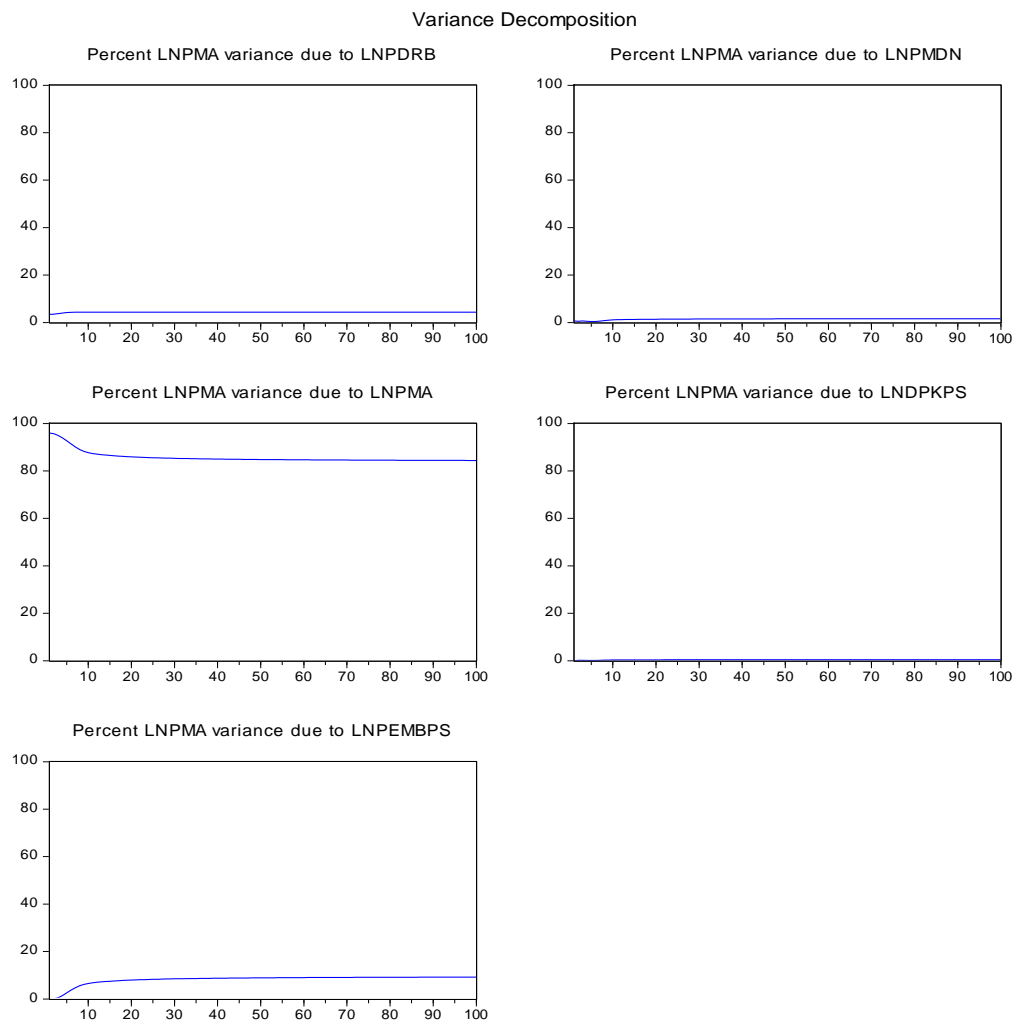 Variance Decomposition
Percent LNPMA variance due to LNPDRB
100
80
60
40
20
0
10 20 30 40 50 60 70 80 90 100
Percent LNPMA variance due to LNPMDN
100
80
60
40
20
0
10 20 30 40 50 60 70 80 90 100
Percent LNPMA variance due to LNPMA
100
80
60
40
20
0
10 20 30 40 50 60 70 80 90 100
Percent LNPMA variance due to LNDPKPS
100
80
60
40
20
0
10 20 30 40 50 60 70 80 90 100
Percent LNPMA variance due to LNPEMBPS
100
80
60
40
20
0
10 20 30 40 50 60 70 80 90 100